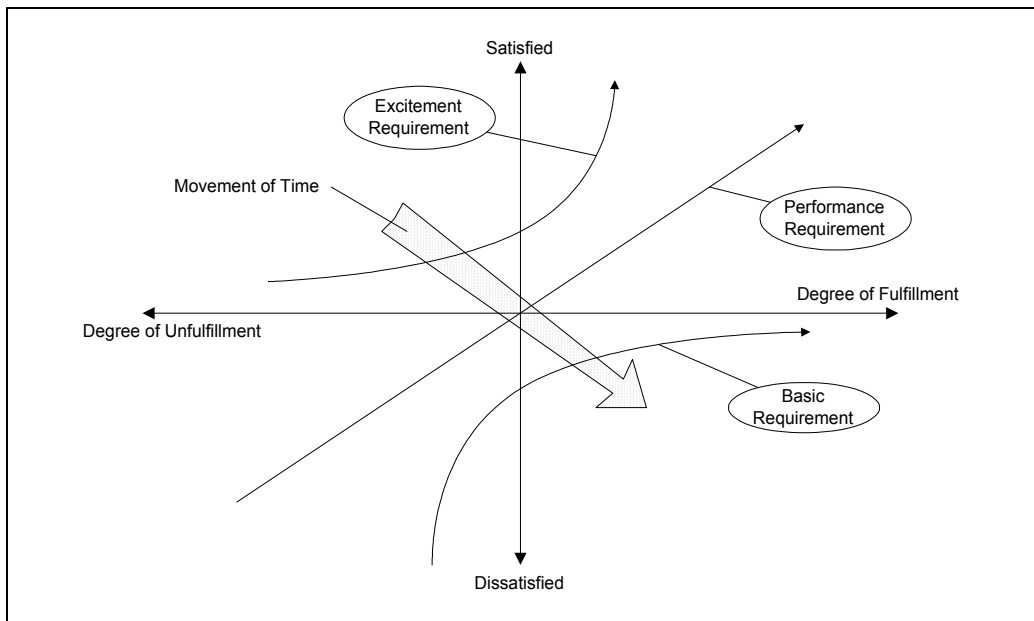 Satisfied
Excitement
Requirement
Movement of Time
Performance
Requirement
Degree of Fulfillment
Degree of Unfulfillment
Basic
Requirement
Dissatisfied